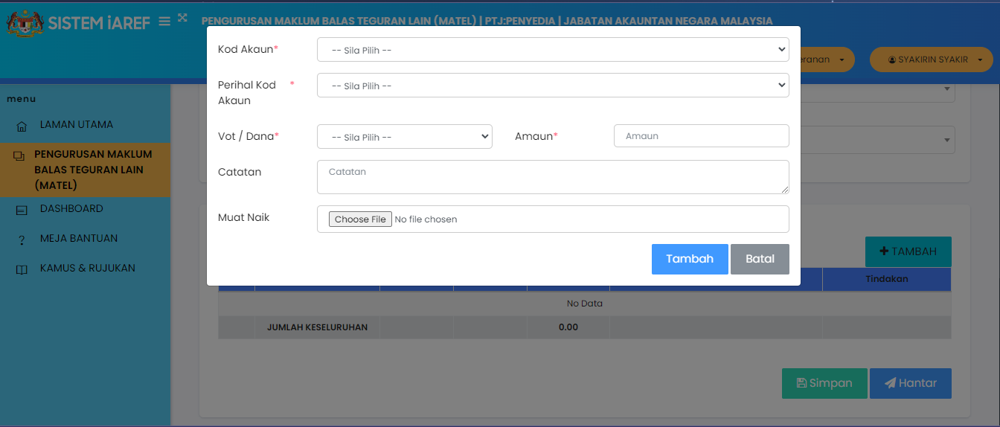 SISTEM iAREF
PENGURUSAN MAKLUM BALAS TEGURAN LAIN (MATEL) | PTJ:PENYEDIA | JABATAN AKAUNTAN NEGARA MALAYSIA
eranan
SYAKIRIN SYAKIR
menu
LAMAN UTAMA
PENGURUSAN MAKLUM
BALAS TEGURAN LAIN
(MATEL)
DASHBOARD
MEJA BANTUAN
KAMUS & RUJUKAN
Kod Akaun* -- Sila Pilih --
Perihal Kod * -- Sila Pilih --
Akaun
Vot / Dana* -- Sila Pilih -- Amaun* Amaun
Catatan Catatan
Muat Naik Choose File No file chosen
Tambah Batal
+ TAMBAH
Tindakan
No Data
JUMLAH KESELURUHAN 0.00
Simpan Hantar